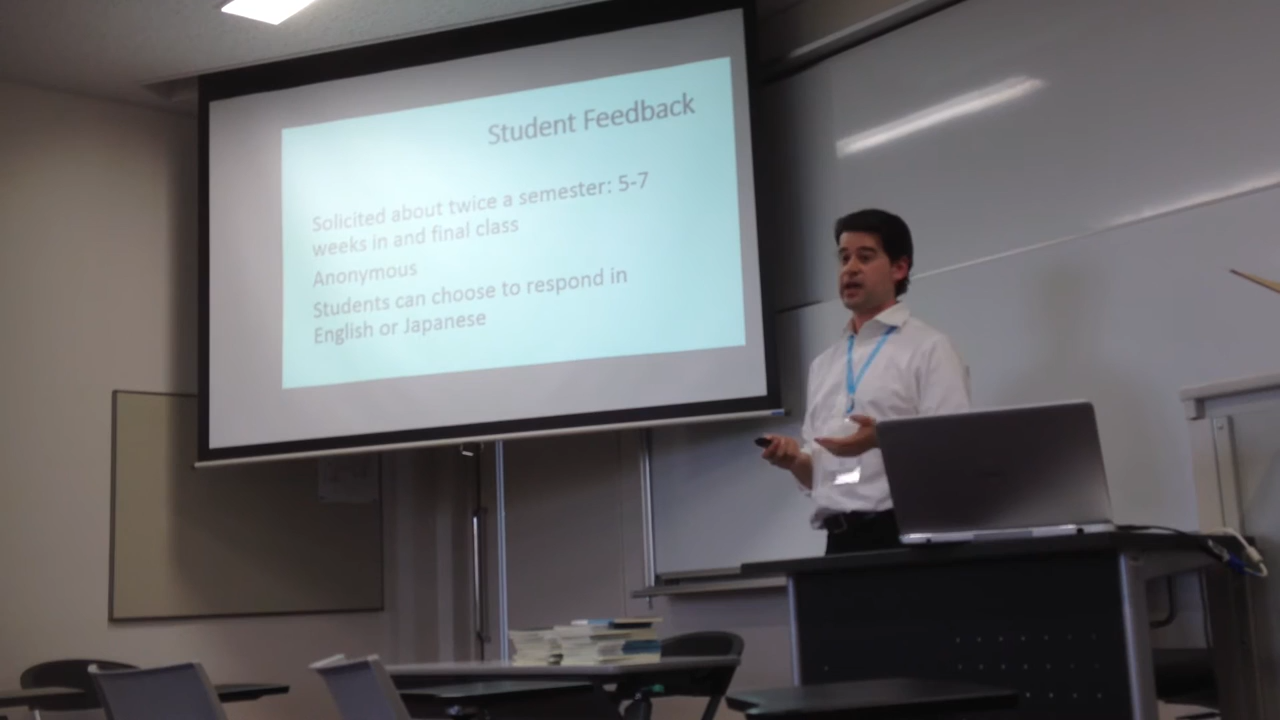 Student Feedback
Solicited about twice a semester: 5-7
weeks in and final class
Anonymous
Students can choose to respond in
English or Japanese